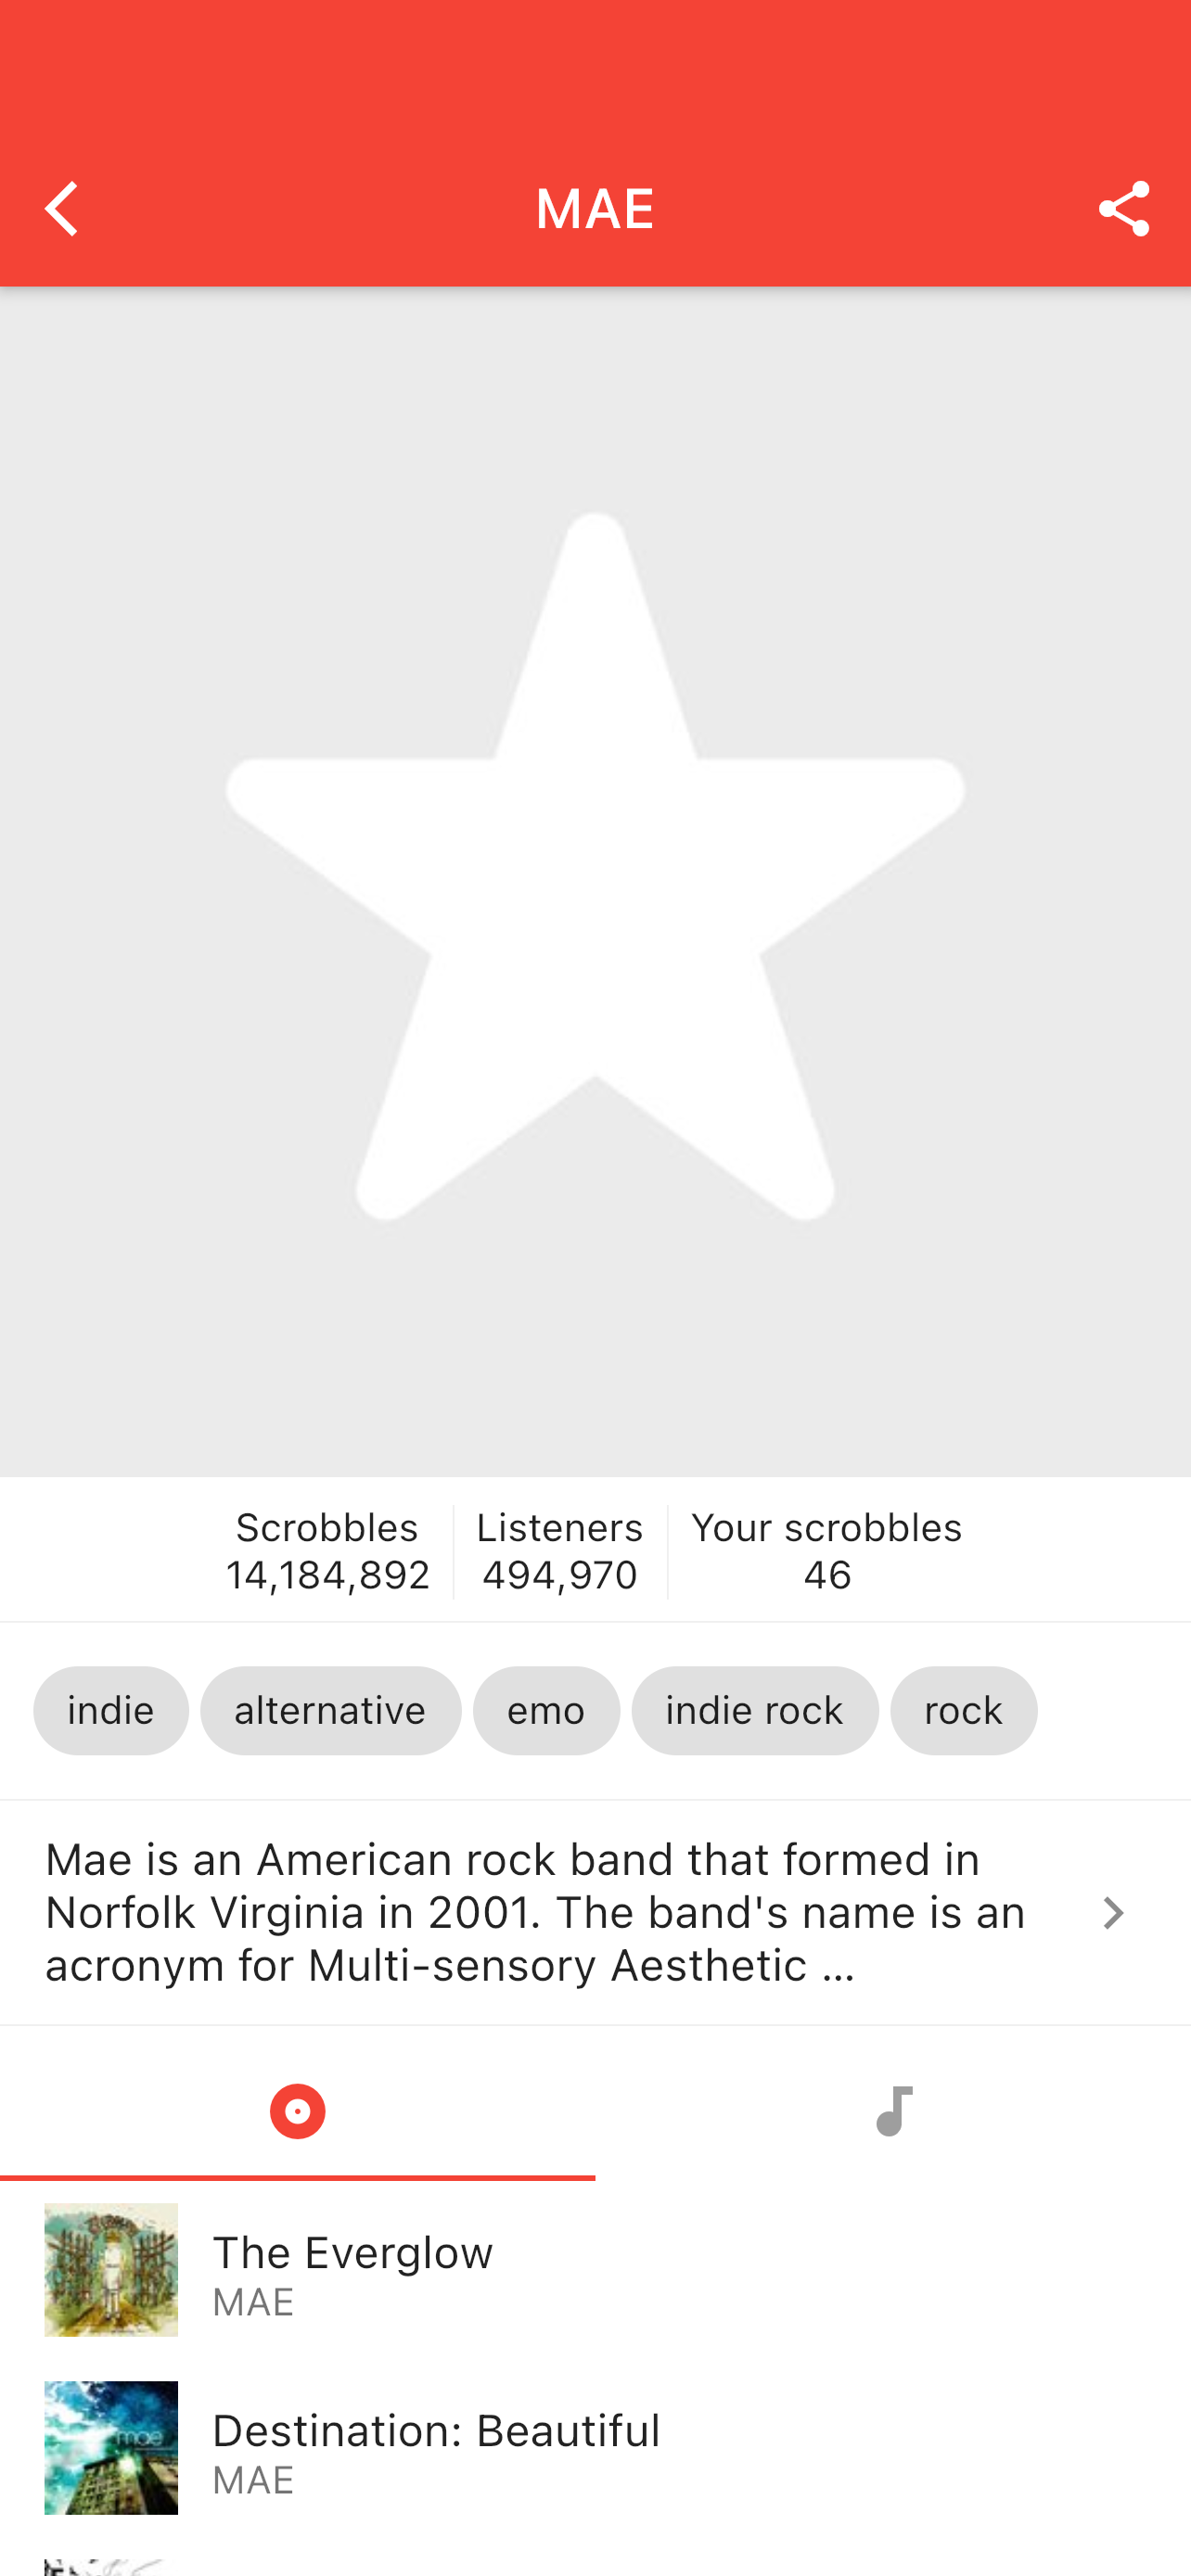 MAE
Scrobbles
14,184,892
Listeners
494,970
Your scrobbles
46
indie
alternative
emo
indie rock
rock
Mae is an American rock band that formed in
Norfolk Virginia in 2001. The band's name is an
acronym for Multi-sensory Aesthetic ...
The Everglow
MAE
mae
Destination: Beautiful
MAE